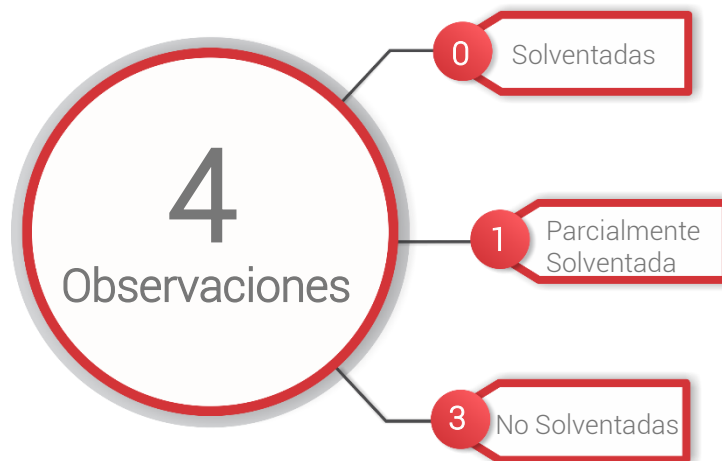 4
Observaciones
0
Solventadas
1
Parcialmente
Solventada
3
No Solventadas